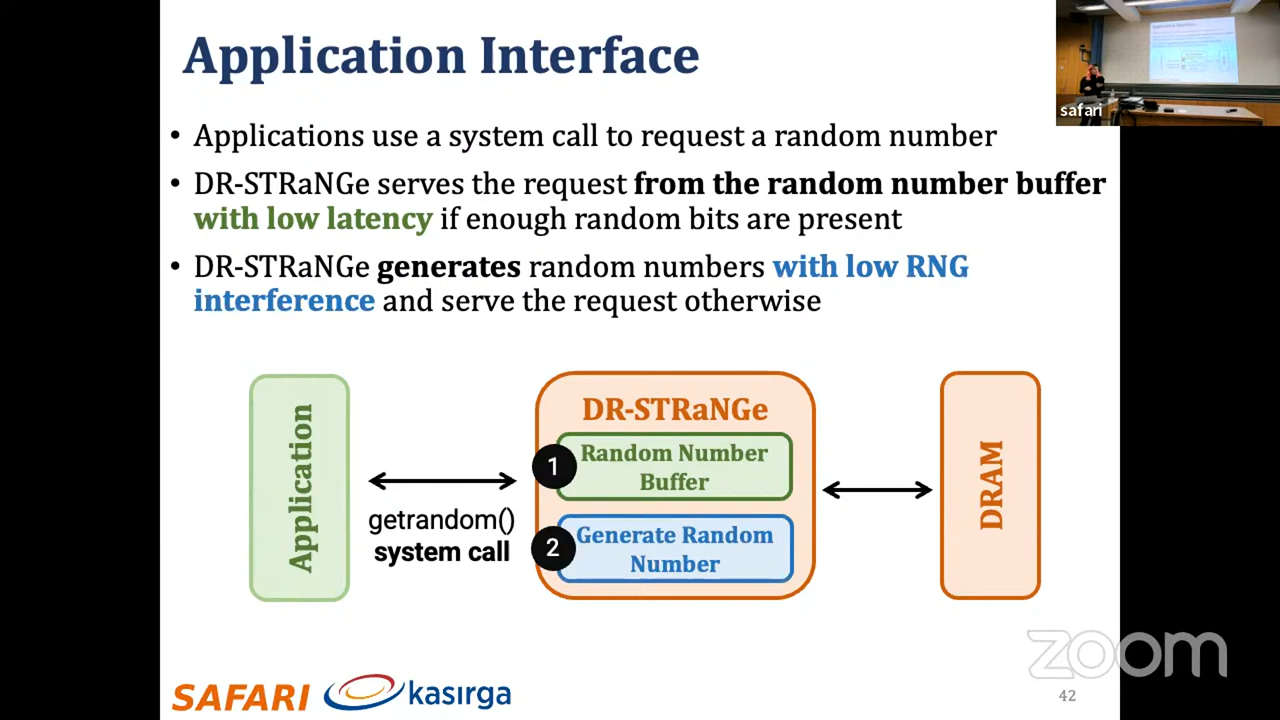 Application Interface
safari
• Applications use a system call to request a random number
• DR-STRaNGe serves the request from the random number buffer
with low latency if enough random bits are present
• DR-STRaNGe generates random numbers with low RNG
interference and serve the request otherwise
Application
getrandom()
system call
DR-STRaNGe
1
Random Number
Buffer
2
Generate Random
Number
DRAM
zoom
SAFARI
kasırga
42